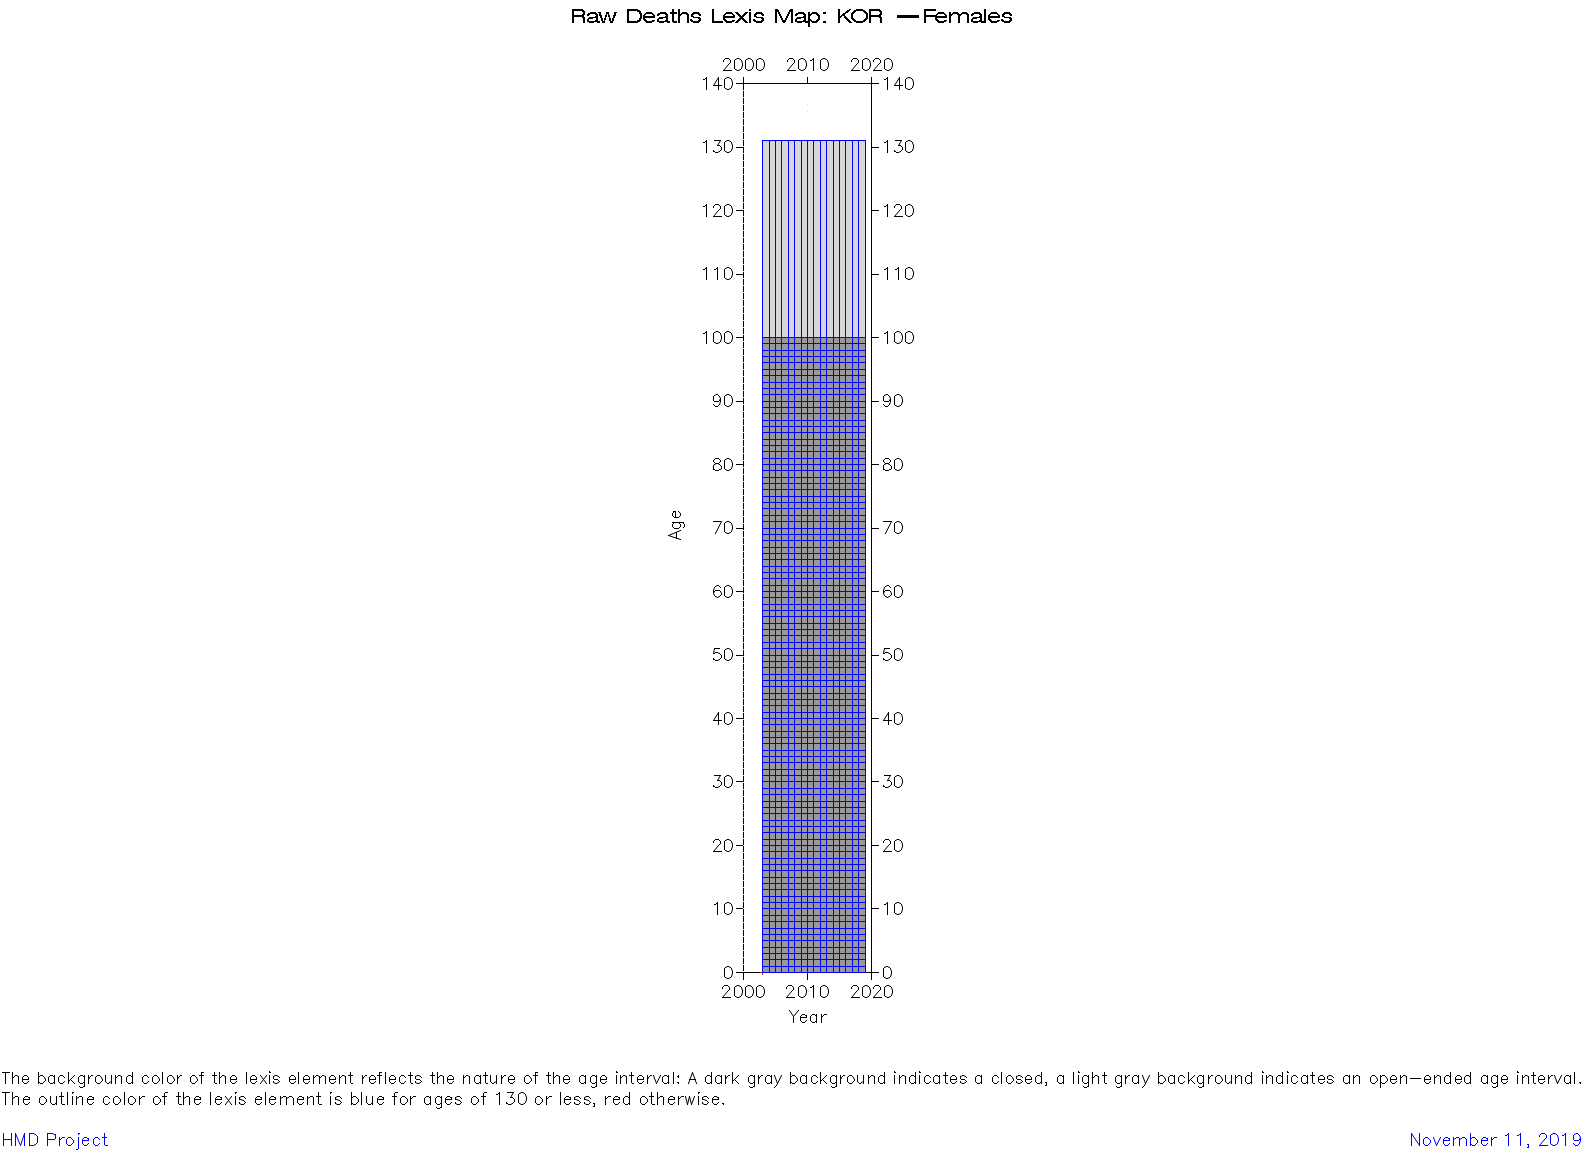 Raw Deaths Lexis Map: KOR — Females
2000 2010 2020
140 140
130 130
120 120
110 110
100 100
90 90
80 80
Age
70 70
60 60
50 50
40 40
30 30
20 20
10 10
0 0
2000 2010 2020
Year
The background color of the lexis element reflects the nature of the age interval: A dark gray background indicates a closed, a light gray background indicates an open-ended age interval.
The outline color of the lexis element is blue for ages of 130 or less, red otherwise.
HMD Project November 11, 2019